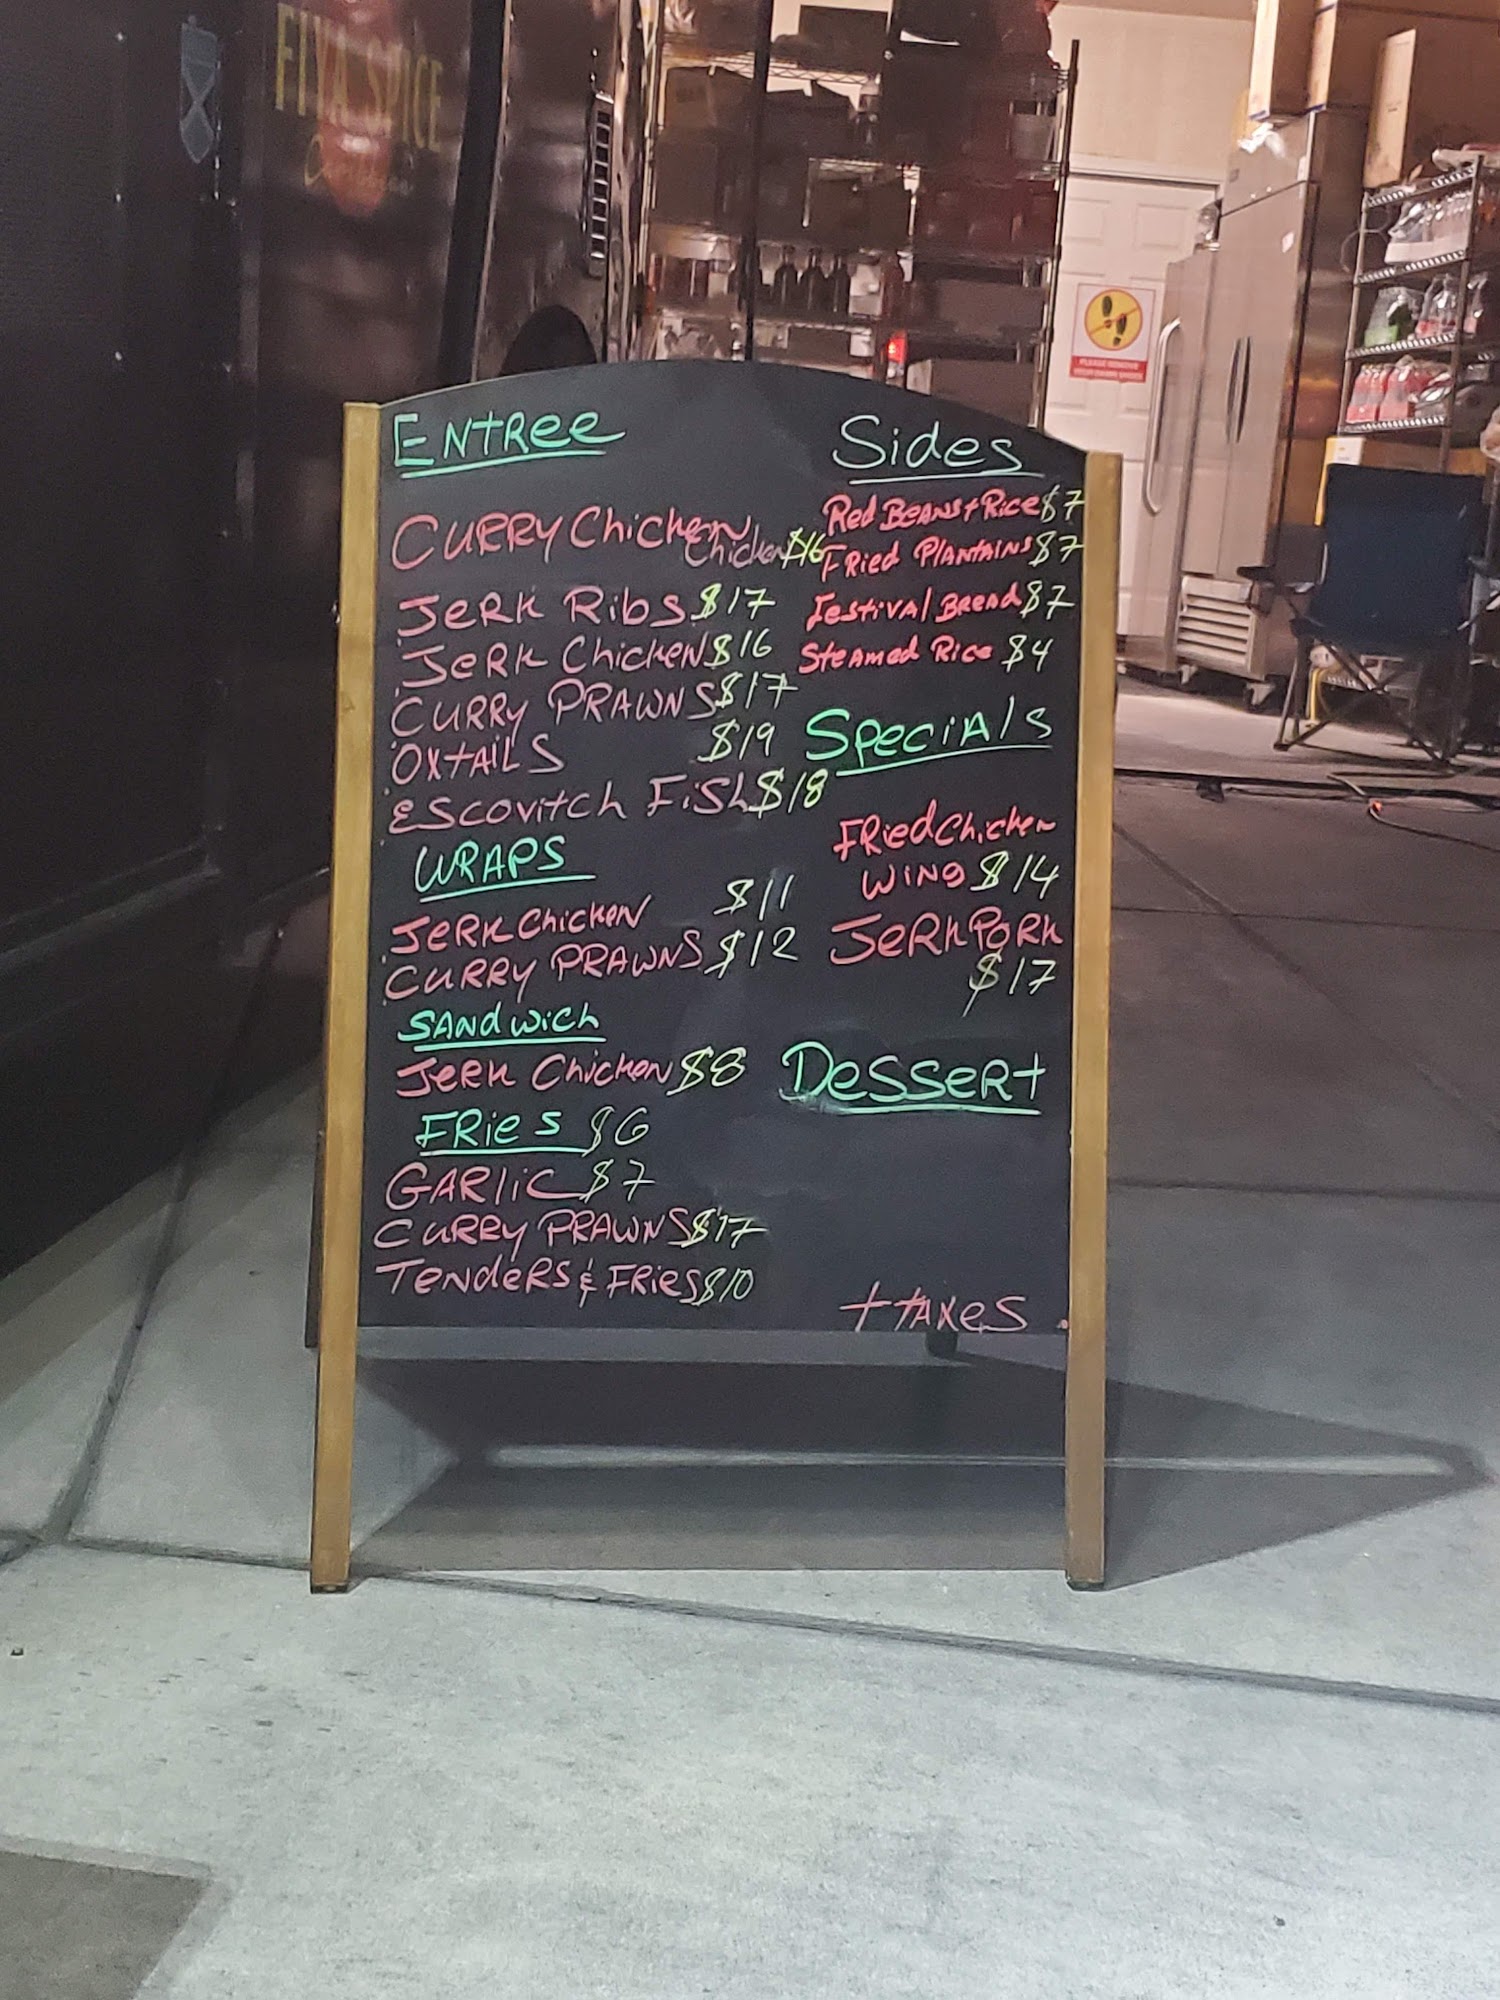 FIYA SPICE
ENTRee
CURRY Chicken
Chicken $16
JeRK Ribs $17
JeRK Chicken $16
CURRY PRAWNS $17
OXtAiLS $19
eScovitch FiSh $18
WRAPS
JeRK Chicken $11
CURRY PRAWNS $12
SANdwich
JeRK Chicken $8
FRieS $6
GARliC $7
CURRY PRAWNS $17
TeNdeRS & FRieS $10
Sides
Red BeANS + Rice $7
FRied PlANtAiNS $7
FestivAl BReAd $7
SteAmed Rice $4
SpeciAlS
FRied Chicken
WiNg $14
JeRK PoRK
$17
DeSSeRt
+ tAxeS